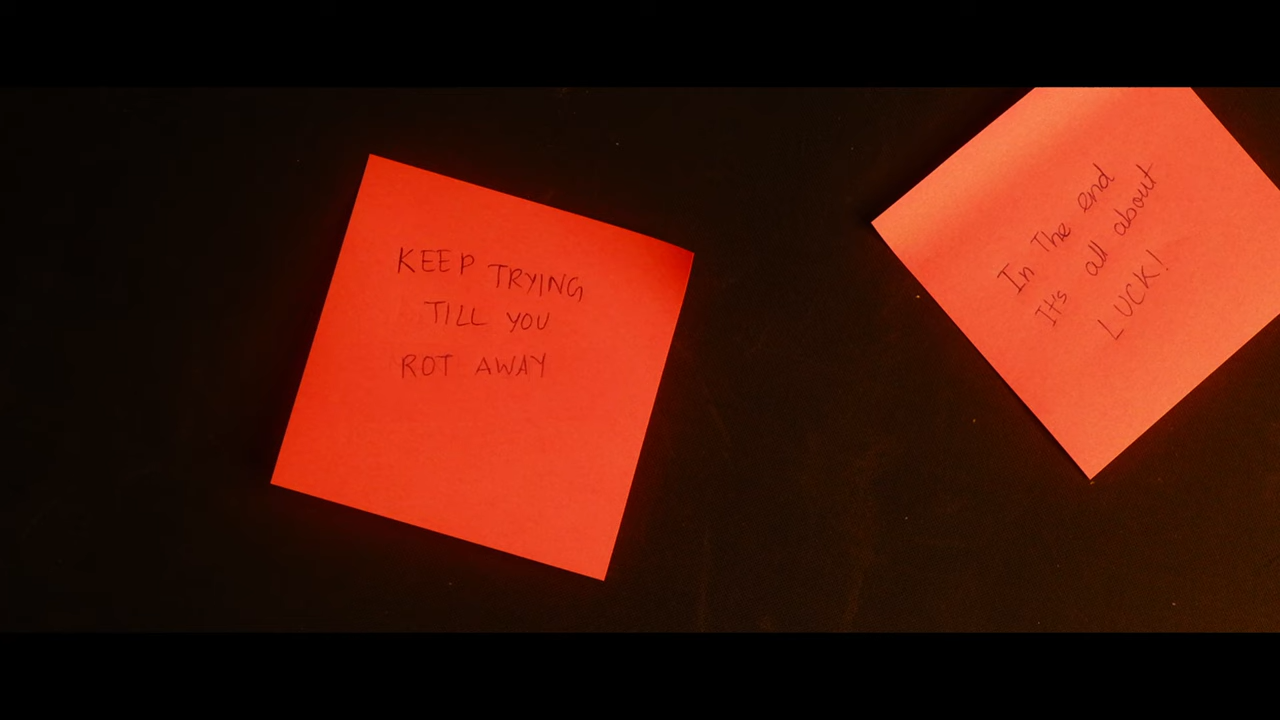 KEEP TRYING
TILL YOU
ROT AWAY
In The end
It's all about
LUCK!